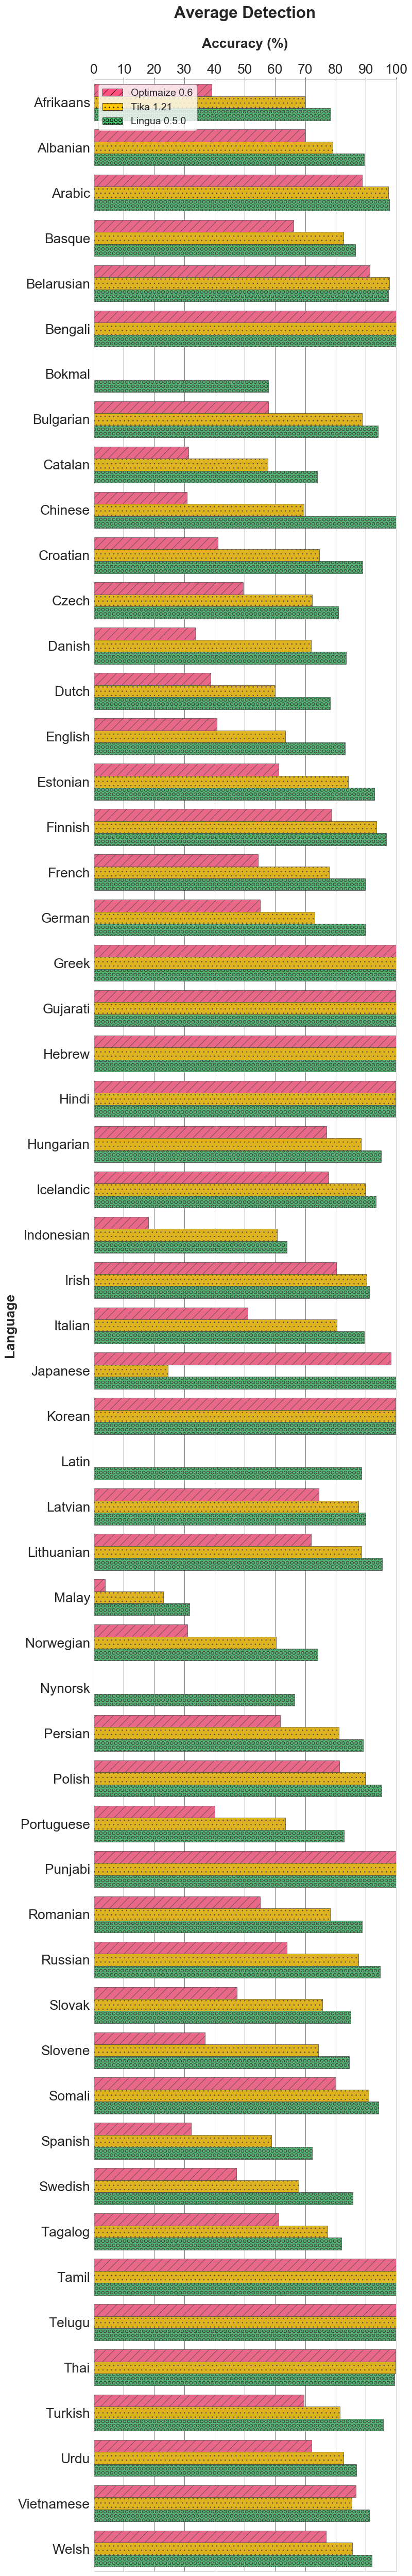 Average Detection
Accuracy (%)
0 10 20 30 40 50 60 70 80 90 100
Optimaize 0.6
Tika 1.21
Lingua 0.5.0
Afrikaans
Albanian
Arabic
Basque
Belarusian
Bengali
Bokmal
Bulgarian
Catalan
Chinese
Croatian
Czech
Danish
Dutch
English
Estonian
Finnish
French
German
Greek
Gujarati
Hebrew
Hindi
Hungarian
Icelandic
Indonesian
Irish
Italian
Language
Japanese
Korean
Latin
Latvian
Lithuanian
Malay
Norwegian
Nynorsk
Persian
Polish
Portuguese
Punjabi
Romanian
Russian
Slovak
Slovene
Somali
Spanish
Swedish
Tagalog
Tamil
Telugu
Thai
Turkish
Urdu
Vietnamese
Welsh